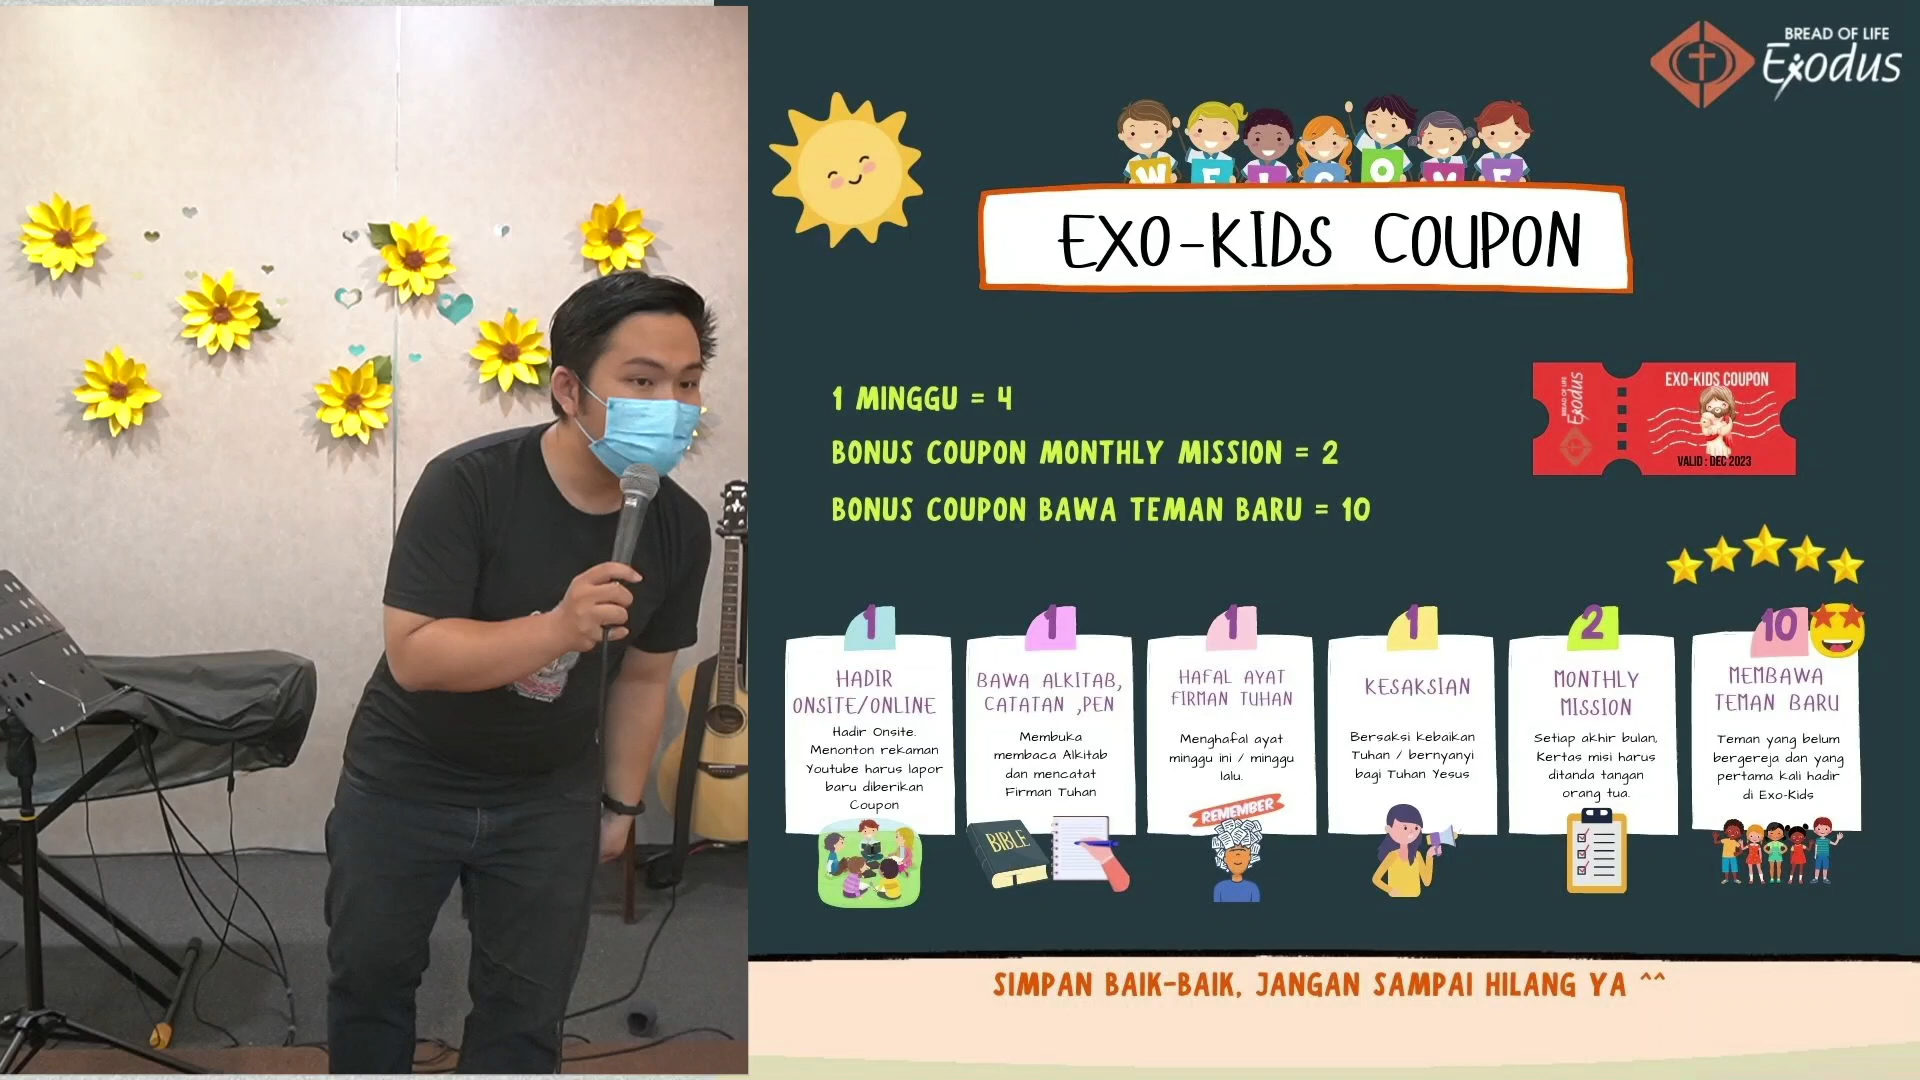 BREAD OF LIFE
Exodus
WELCOME
EXO-KIDS COUPON
1 MINGGU = 4
BONUS COUPON MONTHLY MISSION = 2
BONUS COUPON BAWA TEMAN BARU = 10
BREAD OF LIFE
Exodus
EXO-KIDS COUPON
VALID : DEC 2023
1
HADIR
ONSITE/ONLINE
Hadir Onsite.
Menonton rekaman
Youtube harus lapor
baru diberikan
Coupon
1
BAWA ALKITAB,
CATATAN ,PEN
Membuka
membaca Alkitab
dan mencatat
Firman Tuhan
BIBLE
1
HAFAL AYAT
FIRMAN TUHAN
Menghafal ayat
minggu ini / minggu
lalu.
REMEMBER
1
KESAKSIAN
Bersaksi kebaikan
Tuhan / bernyanyi
bagi Tuhan Yesus
2
MONTHLY
MISSION
Setiap akhir bulan,
Kertas misi harus
ditanda tangan
orang tua.
10
MEMBAWA
TEMAN BARU
Teman yang belum
bergereja dan yang
pertama kali hadir
di Exo-Kids
SIMPAN BAIK-BAIK, JANGAN SAMPAI HILANG YA ^^